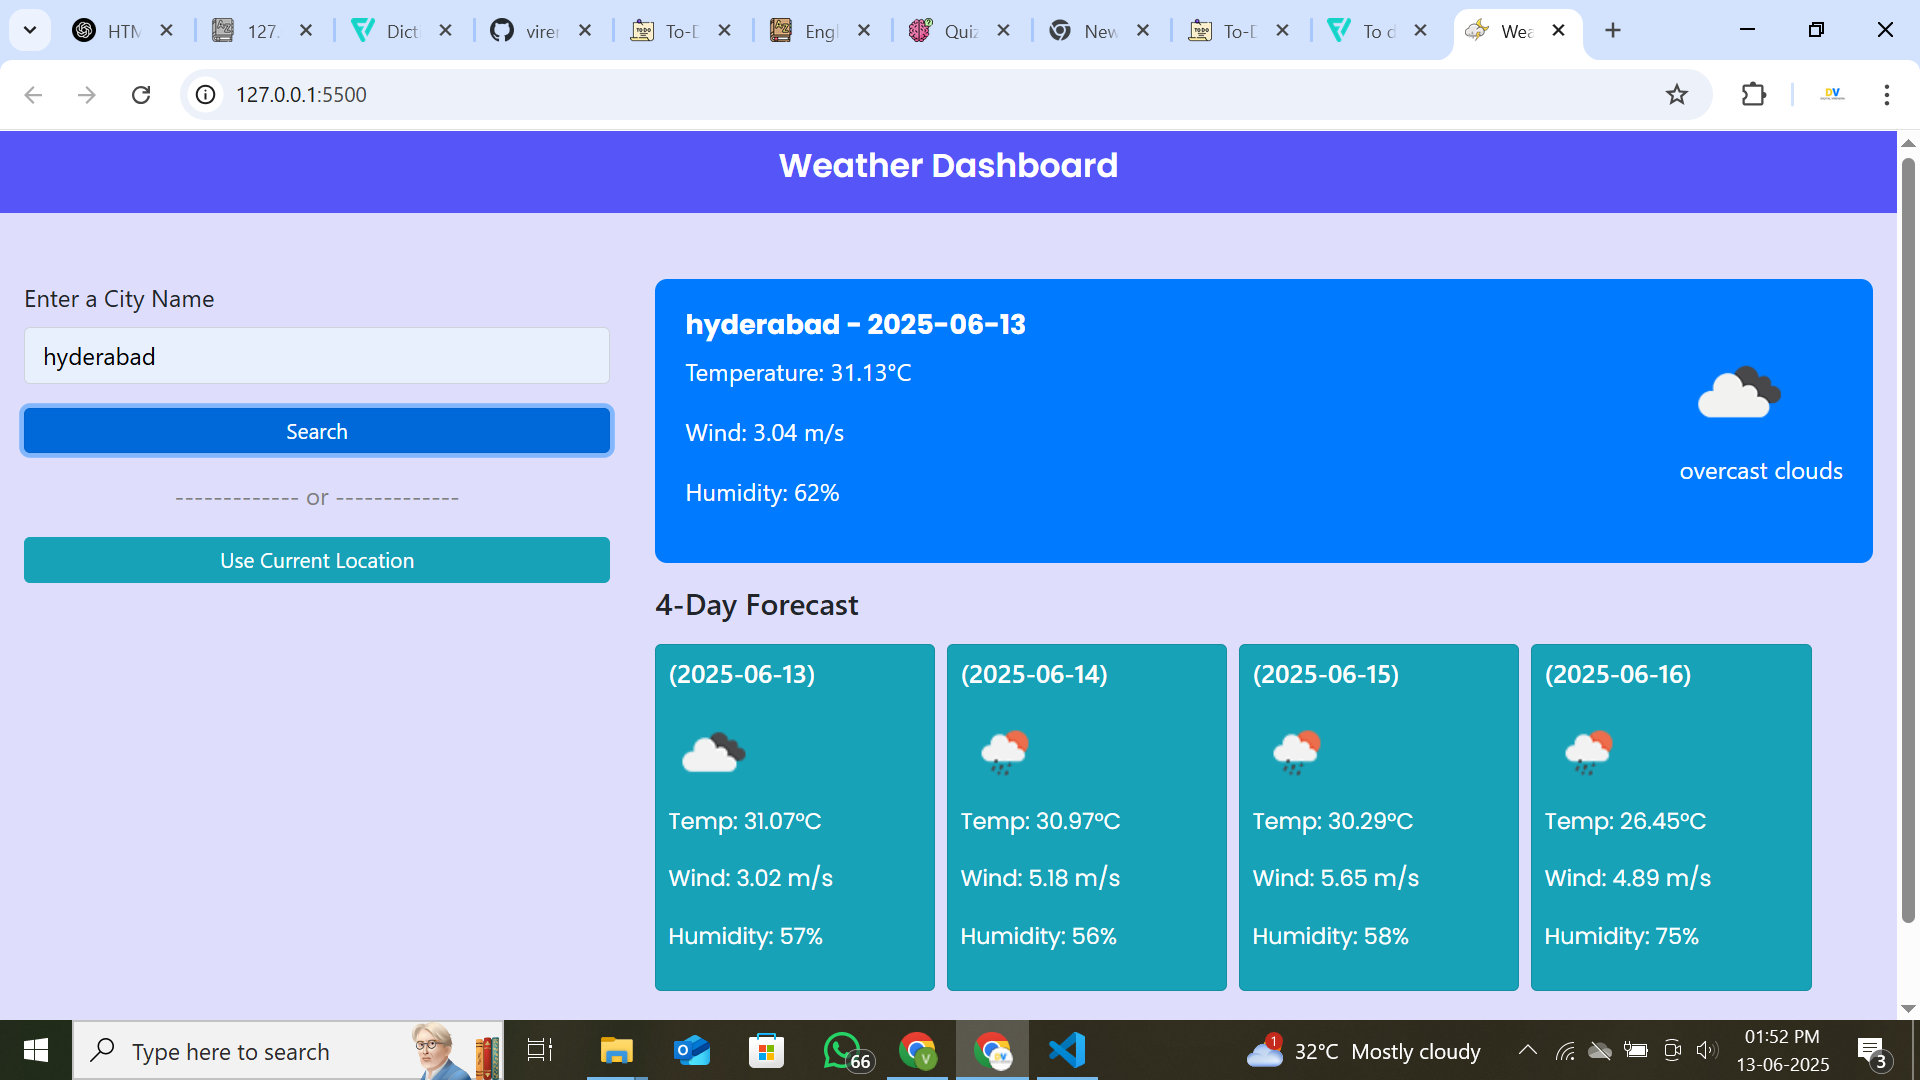 HTM
127.
Dicti
viren
To-D
Engl
Quiz
New
To-D
To d
Wea
127.0.0.1:5500
DV
Weather Dashboard
Enter a City Name
hyderabad
Search
------------- or -------------
Use Current Location
hyderabad - 2025-06-13
Temperature: 31.13°C
Wind: 3.04 m/s
Humidity: 62%
overcast clouds
4-Day Forecast
(2025-06-13)
Temp: 31.07°C
Wind: 3.02 m/s
Humidity: 57%
(2025-06-14)
Temp: 30.97°C
Wind: 5.18 m/s
Humidity: 56%
(2025-06-15)
Temp: 30.29°C
Wind: 5.65 m/s
Humidity: 58%
(2025-06-16)
Temp: 26.45°C
Wind: 4.89 m/s
Humidity: 75%
Type here to search
66
V
DV
1
32°C Mostly cloudy
01:52 PM
13-06-2025
3